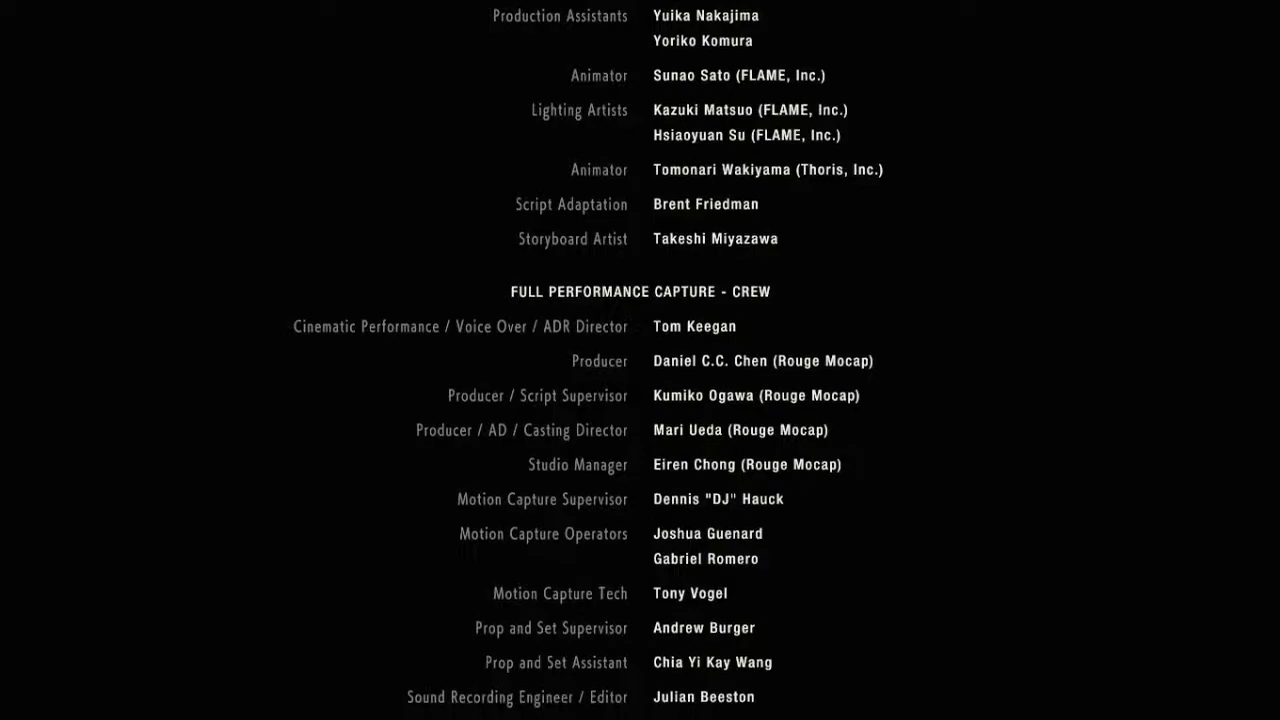 Production Assistants Yuika Nakajima
Yoriko Komura
Animator Sunao Sato (FLAME, Inc.)
Lighting Artists Kazuki Matsuo (FLAME, Inc.)
Hsiaoyuan Su (FLAME, Inc.)
Animator Tomonari Wakiyama (Thoris, Inc.)
Script Adaptation Brent Friedman
Storyboard Artist Takeshi Miyazawa
FULL PERFORMANCE CAPTURE - CREW
Cinematic Performance / Voice Over / ADR Director Tom Keegan
Producer Daniel C.C. Chen (Rouge Mocap)
Producer / Script Supervisor Kumiko Ogawa (Rouge Mocap)
Producer / AD / Casting Director Mari Ueda (Rouge Mocap)
Studio Manager Eiren Chong (Rouge Mocap)
Motion Capture Supervisor Dennis "DJ" Hauck
Motion Capture Operators Joshua Guenard
Gabriel Romero
Motion Capture Tech Tony Vogel
Prop and Set Supervisor Andrew Burger
Prop and Set Assistant Chia Yi Kay Wang
Sound Recording Engineer / Editor Julian Beeston